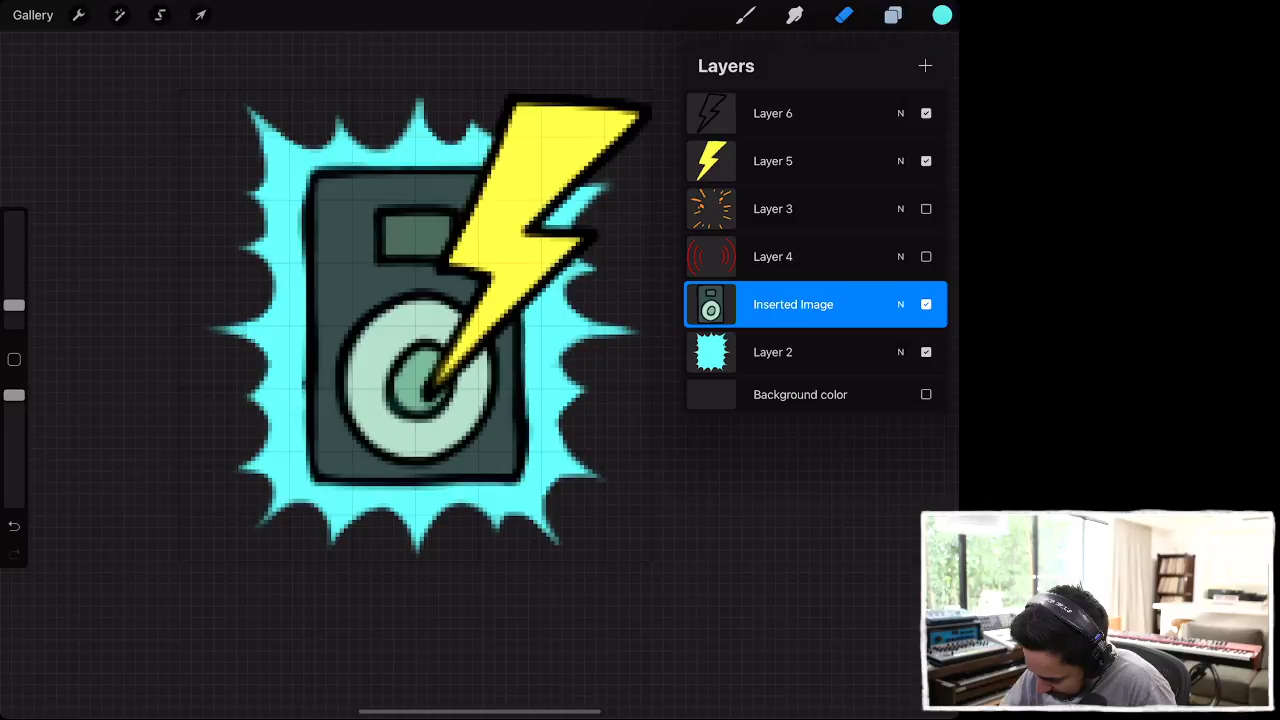 Gallery
Layers
Layer 6 N
Layer 5 N
Layer 3 N
Layer 4 N
Inserted Image N
Layer 2 N
Background color